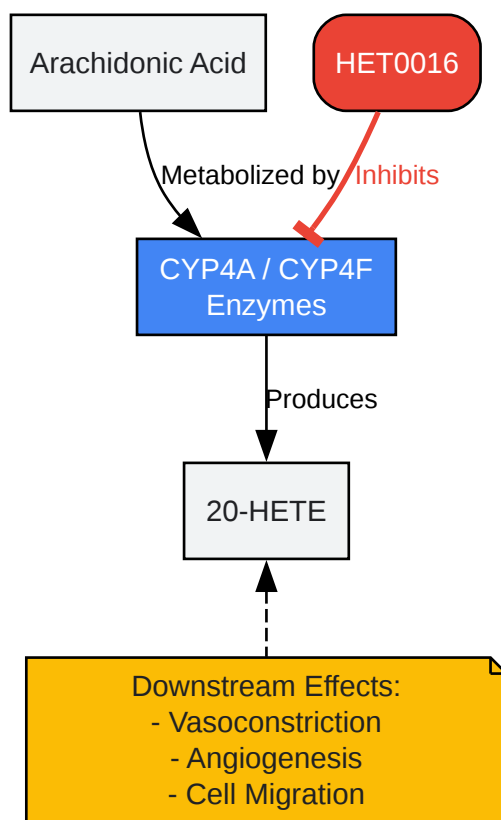 Arachidonic Acid
HET0016
Metabolized by
Inhibits
CYP4A / CYP4F
Enzymes
Produces
20-HETE
Downstream Effects:
- Vasoconstriction
- Angiogenesis
- Cell Migration